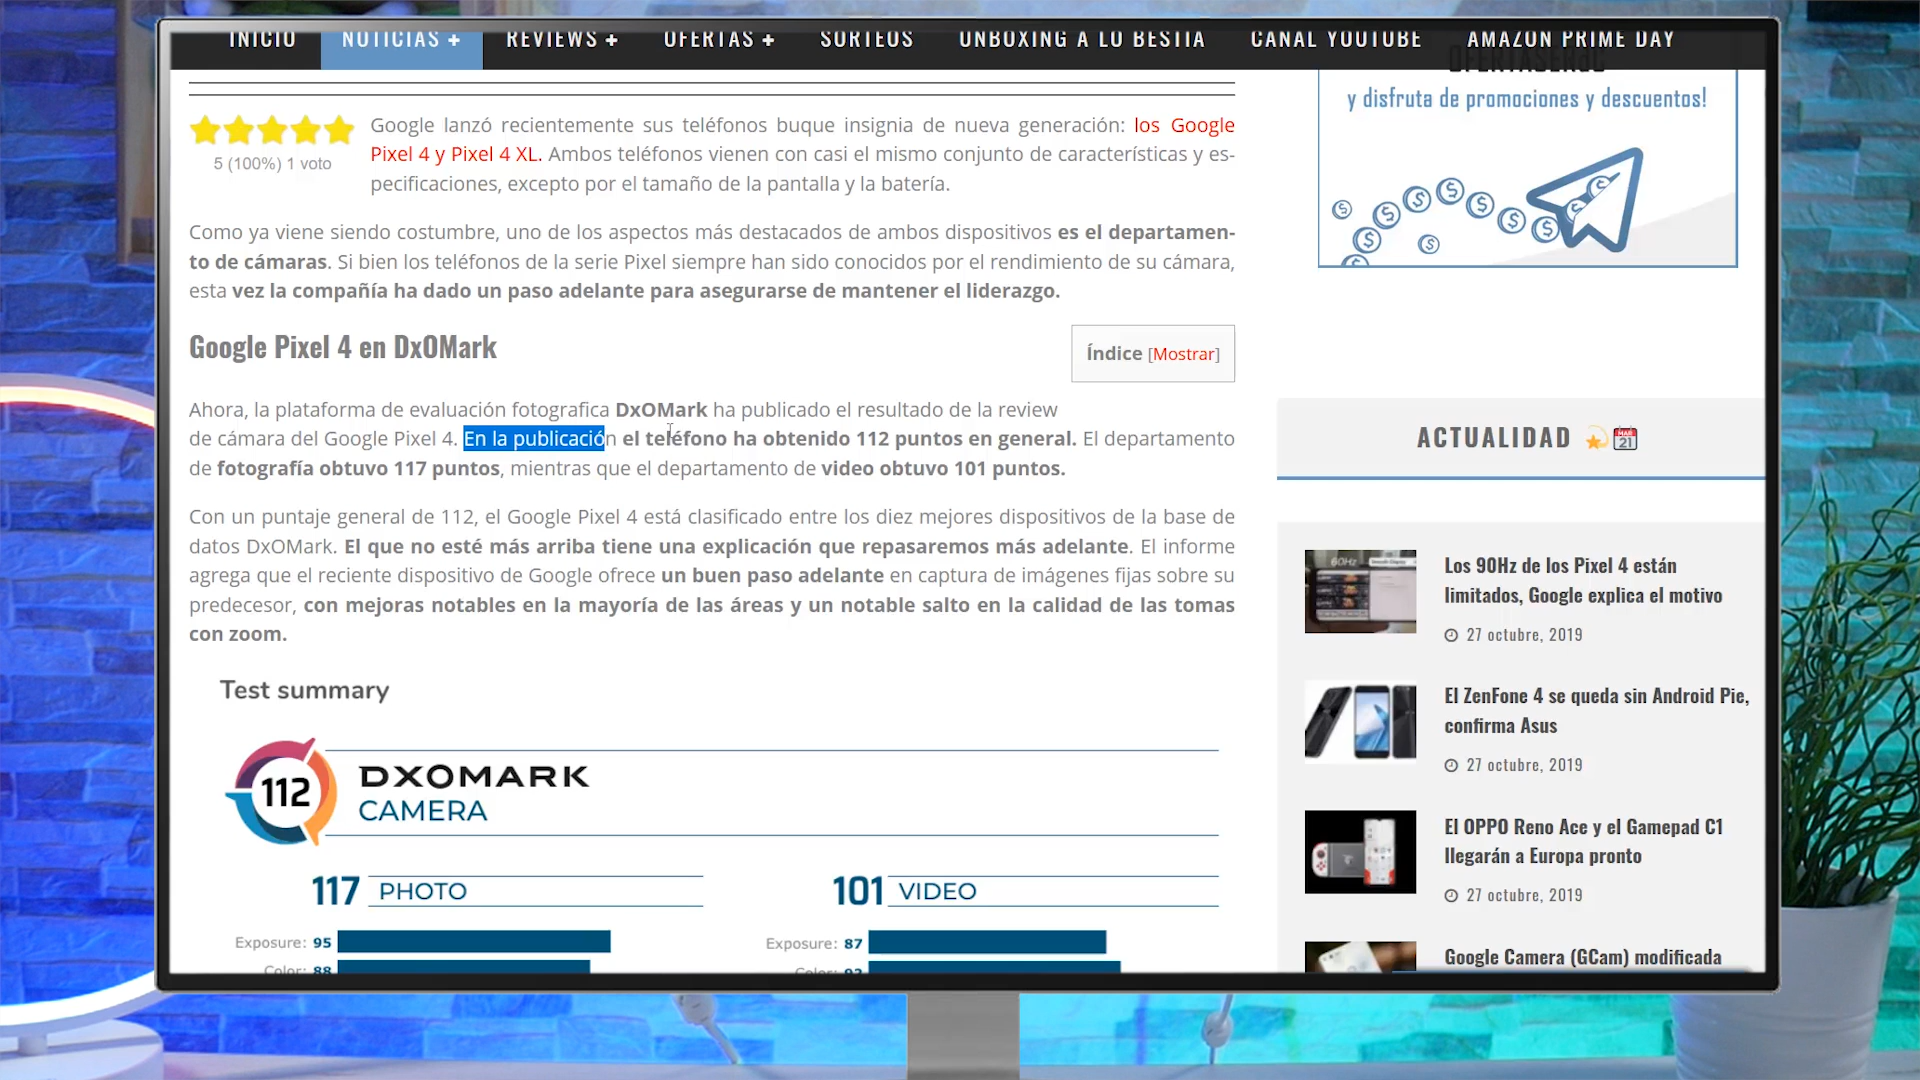 INICIO NOTICIAS + REVIEWS + OFERTAS + SORTEOS UNBOXING A LO BESTIA CANAL YOUTUBE AMAZON PRIME DAY
y disfruta de promociones y descuentos!
5 (100%) 1 voto
Google lanzó recientemente sus teléfonos buque insignia de nueva generación: los Google
Pixel 4 y Pixel 4 XL. Ambos teléfonos vienen con casi el mismo conjunto de características y es-
pecificaciones, excepto por el tamaño de la pantalla y la batería.
Como ya viene siendo costumbre, uno de los aspectos más destacados de ambos dispositivos es el departamen-
to de cámaras. Si bien los teléfonos de la serie Pixel siempre han sido conocidos por el rendimiento de su cámara,
esta vez la compañía ha dado un paso adelante para asegurarse de mantener el liderazgo.
Google Pixel 4 en DxOMark
Índice [Mostrar]
Ahora, la plataforma de evaluación fotografica DxOMark ha publicado el resultado de la review
de cámara del Google Pixel 4. En la publicación el teléfono ha obtenido 112 puntos en general. El departamento
de fotografía obtuvo 117 puntos, mientras que el departamento de video obtuvo 101 puntos.
Con un puntaje general de 112, el Google Pixel 4 está clasificado entre los diez mejores dispositivos de la base de
datos DxOMark. El que no esté más arriba tiene una explicación que repasaremos más adelante. El informe
agrega que el reciente dispositivo de Google ofrece un buen paso adelante en captura de imágenes fijas sobre su
predecesor, con mejoras notables en la mayoría de las áreas y un notable salto en la calidad de las tomas
con zoom.
Test summary
112
DXOMARK
CAMERA
117 PHOTO
101 VIDEO
Exposure: 95
Exposure: 87
Color: 88
Color: 92
ACTUALIDAD
Los 90Hz de los Pixel 4 están
limitados, Google explica el motivo
27 octubre, 2019
El ZenFone 4 se queda sin Android Pie,
confirma Asus
27 octubre, 2019
El OPPO Reno Ace y el Gamepad C1
llegarán a Europa pronto
27 octubre, 2019
Google Camera (GCam) modificada
60Hz